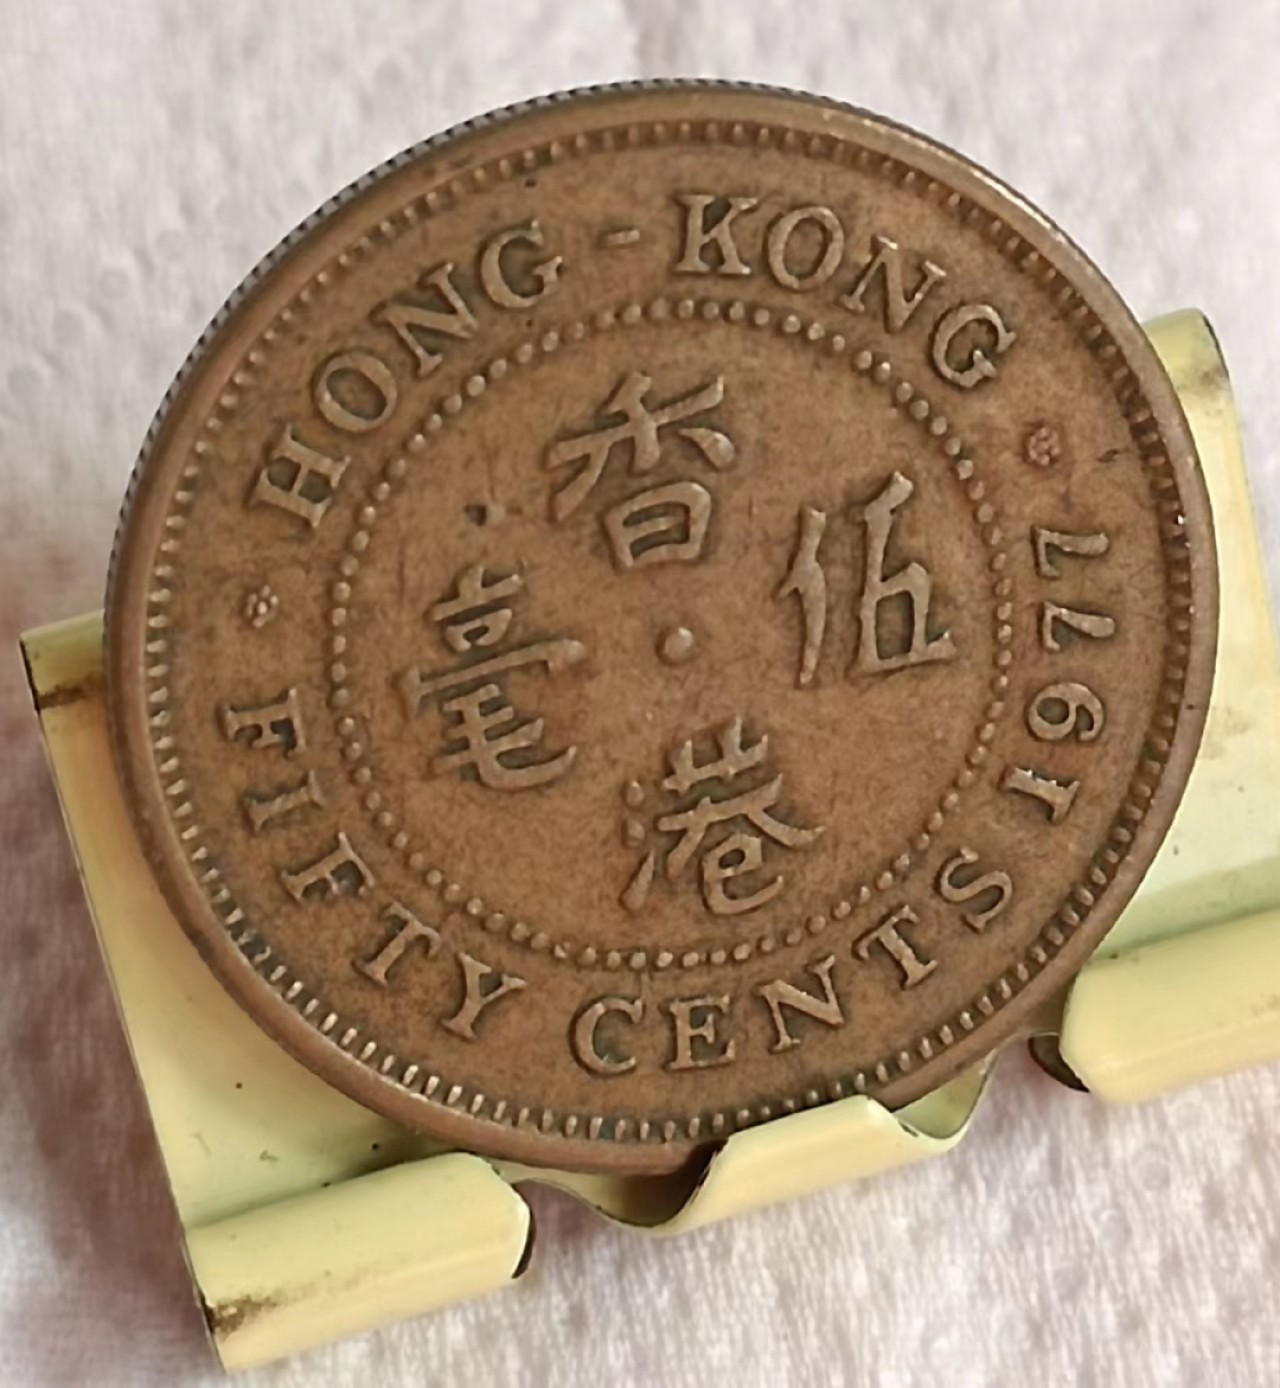 HONG - KONG
香港
伍毫
FIFTY CENTS
1977